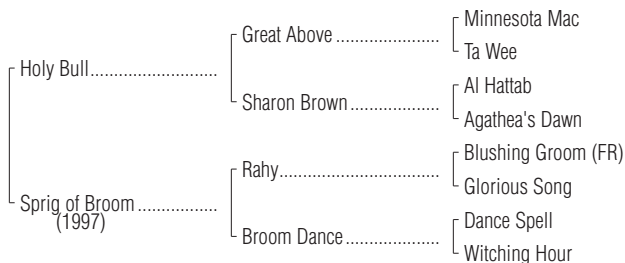 Minnesota Mac
Great Above
Ta Wee
Holy Bull
Al Hattab
Sharon Brown
Agathea's Dawn
Blushing Groom (FR)
Rahy
Glorious Song
Sprig of Broom
(1997)
Dance Spell
Broom Dance
Witching Hour